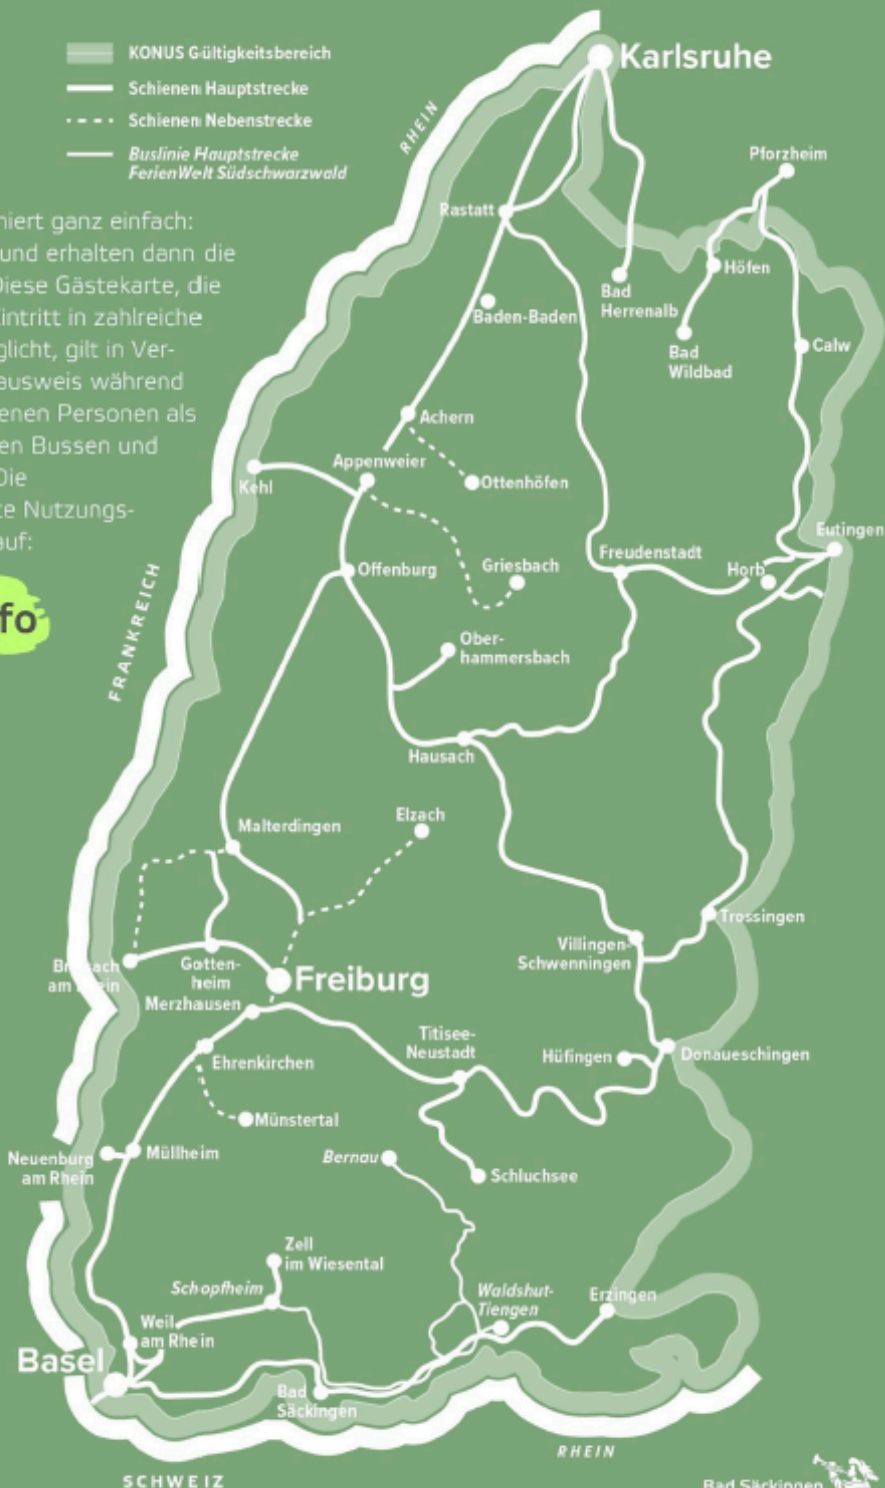 KONUS Gültigkeitsbereich
Schienen Hauptstrecke
Schienen Nebenstrecke
Buslinie Hauptstrecke
FerienWelt Südschwarzwald
niert ganz einfach:
und erhalten dann die
Diese Gästekarte, die
intritt in zahlreiche
glicht, gilt in Ver-
ausweis während
enen Personen als
en Bussen und
Die
te Nutzungs-
auf:
fo
Karlsruhe
RHEIN
Pforzheim
Rastatt
Höfen
Bad
Herrenalb
Baden-Baden
Bad
Wildbad
Calw
Achern
Appenweier
Kehl
Ottenhöfen
Eutingen
Freudenstadt
Horb
Offenburg
Griesbach
FRANKREICH
Ober-
hammersbach
Hausach
Elzach
Malterdingen
Trossingen
Villingen-
Schwenningen
am
Gotten-
heim
Freiburg
Merzhausen
Titisee-
Neustadt
Hüfingen
Donaueschingen
Ehrenkirchen
Münstertal
Neuenburg
am Rhein
Müllheim
Bernau
Schluchsee
Zell
im Wiesental
Schopfheim
Waldshut-
Tiengen
Erzingen
Weil
am Rhein
Basel
Bad
Säckingen
RHEIN
SCHWEIZ
Bad Säckingen